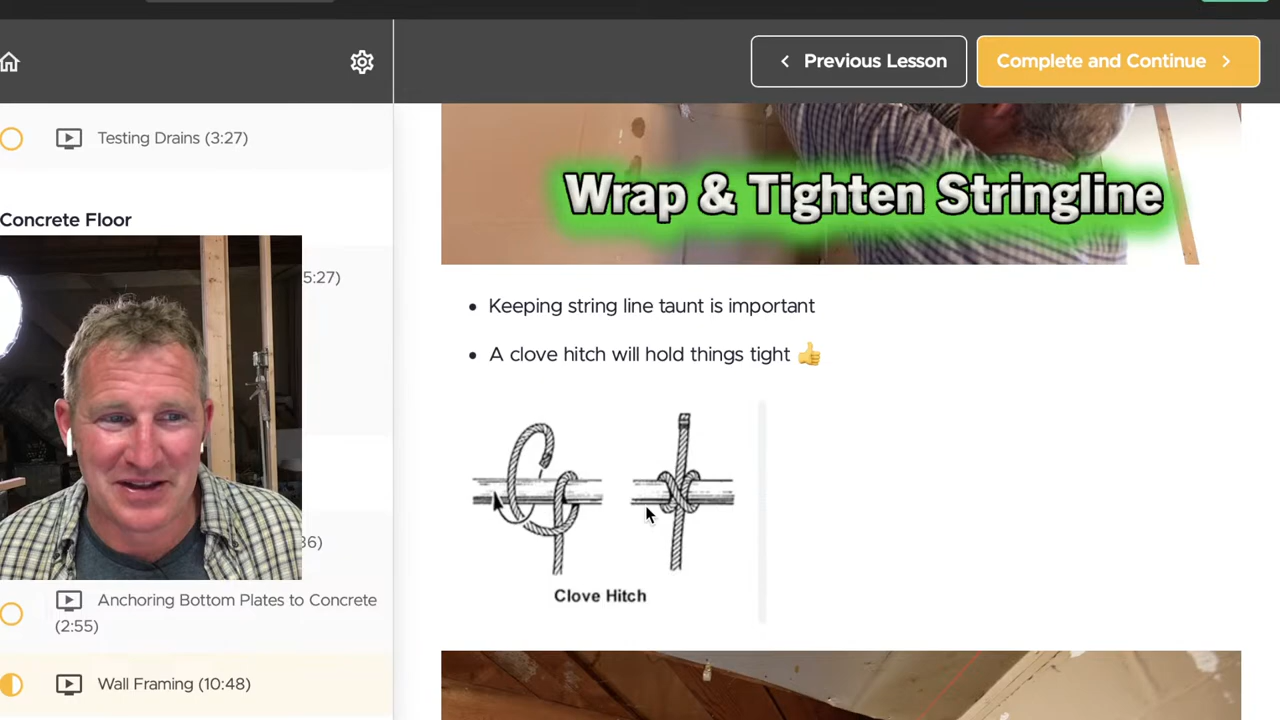 Previous Lesson
Complete and Continue
Testing Drains (3:27)
Concrete Floor
5:27)
36)
Anchoring Bottom Plates to Concrete
(2:55)
Wall Framing (10:48)
Wrap & Tighten Stringline
Keeping string line taunt is important
A clove hitch will hold things tight 👍
Clove Hitch